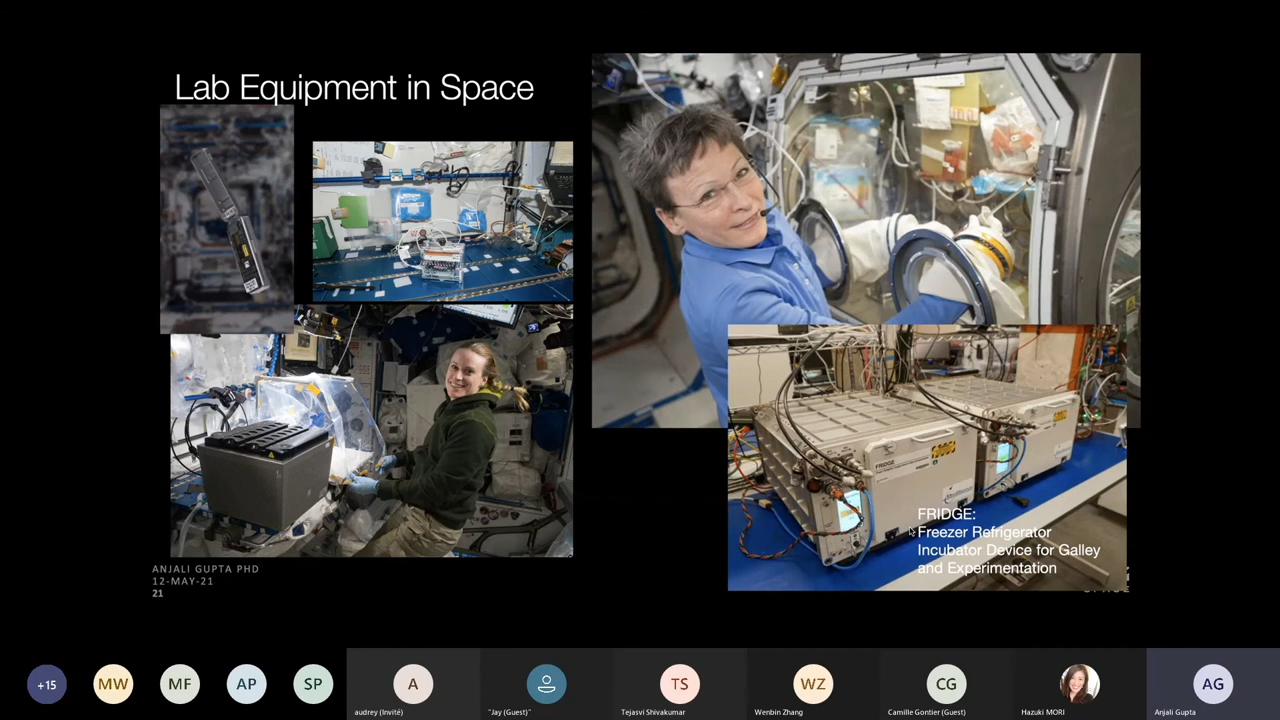 Lab Equipment in Space
FRIDGE
FRIDGE:
Freezer Refrigerator
Incubator Device for Galley
and Experimentation
ANJALI GUPTA PHD
12-MAY-21
21
+15
MW
MF
AP
SP
A
audrey (Invité)
"Jay (Guest)"
TS
Tejasvi Shivakumar
WZ
Wenbin Zhang
CG
Camille Gontier (Guest)
Hazuki MORI
AG
Anjali Gupta